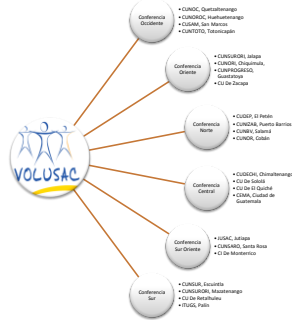 Conferencia
Occidente
• CUNOC, Quetzaltenango
• CUNOROC, Huehuetenango
• CUSAM, San Marcos
• CUNTOTO, Totonicapán
Conferencia
Oriente
• CUNSURORI, Jalapa
• CUNORI, Chiquimula,
• CUNPROGRESO,
Guastatoya
• CU De Zacapa
Conferencia
Norte
• CUDEP, El Petén
• CUNIZAB, Puerto Barrios
• CUNBAV, Salamá
• CUNOR, Cobán
VOLUSAC
Conferencia
Central
• CUDECHI, Chimaltenango
• CU De Sololá
• CU De El Quiché
• CEMA, Ciudad de
Guatemala
Conferencia
Sur Oriente
• JUSAC, Jutiapa
• CUNSARO, Santa Rosa
• CI De Monterrico
Conferencia
Sur
• CUNSUR, Escuintla
• CUNSURORI, Mazatenango
• CU De Retalhuleu
• ITUGS, Palín